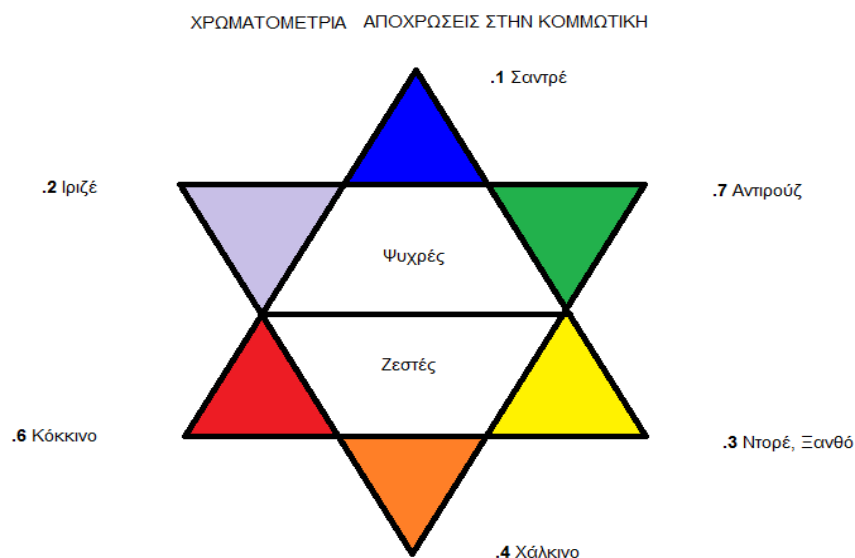 ΧΡΩΜΑΤΟΜΕΤΡΙΑ ΑΠΟΧΡΩΣΕΙΣ ΣΤΗΝ ΚΟΜΜΩΤΙΚΗ
.1 Σαντρέ
.2 Ιριζέ
.7 Αντιρούζ
Ψυχρές
Ζεστές
.6 Κόκκινο
.3 Ντορέ, Ξανθό
.4 Χάλκινο